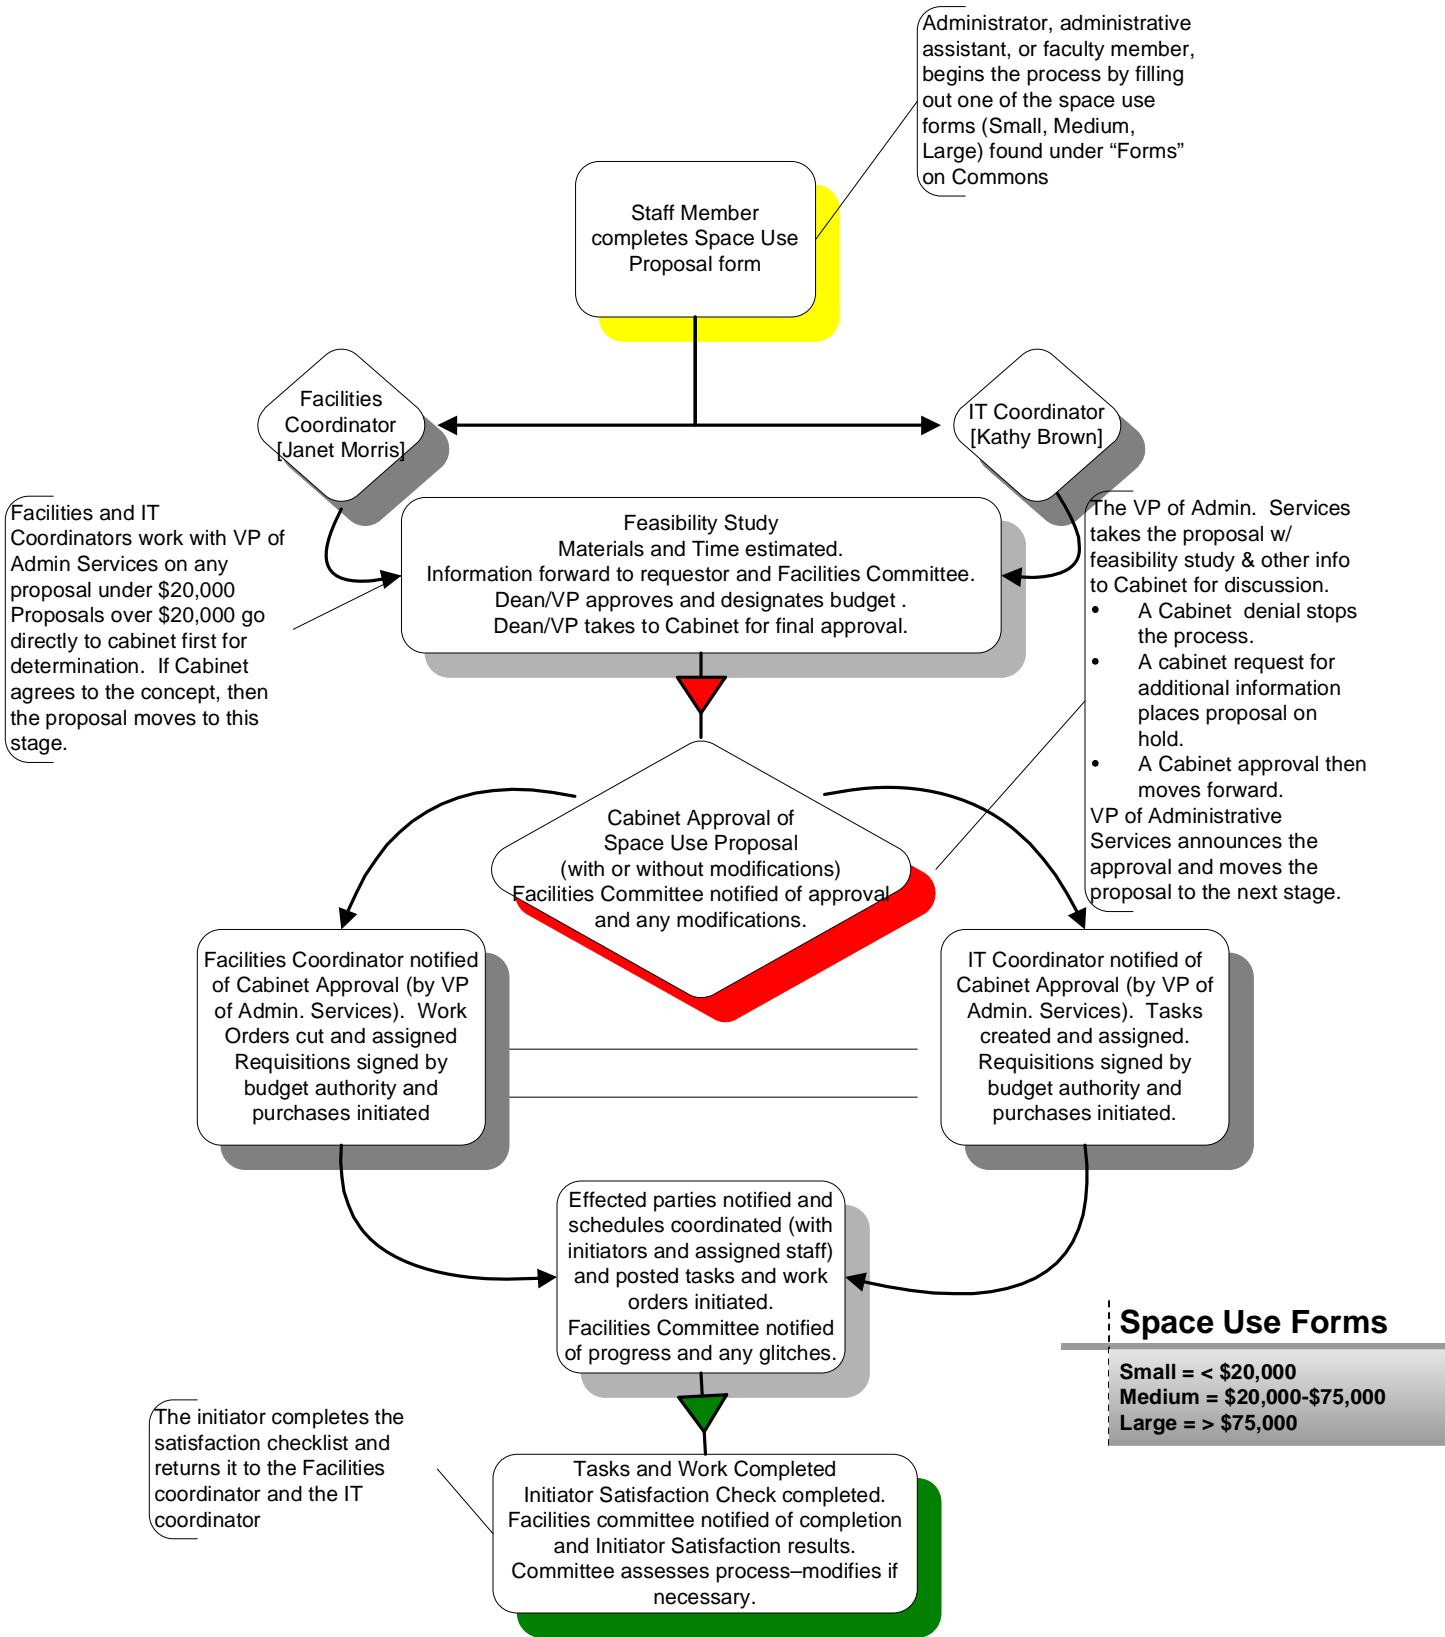 Administrator, administrative
assistant, or faculty member,
begins the process by filling
out one of the space use
forms (Small, Medium,
Large) found under “Forms”
on Commons
Staff Member
completes Space Use
Proposal form
Facilities
Coordinator
[Janet Morris]
IT Coordinator
[Kathy Brown]
Facilities and IT
Coordinators work with VP of
Admin Services on any
proposal under $20,000
Proposals over $20,000 go
directly to cabinet first for
determination.  If Cabinet
agrees to the concept, then
the proposal moves to this
stage.
Feasibility Study
Materials and Time estimated.
Information forward to requestor and Facilities Committee.
Dean/VP approves and designates budget .
Dean/VP takes to Cabinet for final approval.
The VP of Admin.  Services
takes the proposal w/
feasibility study & other info
to Cabinet for discussion.
• A Cabinet  denial stops
the process.
• A cabinet request for
additional information
places proposal on
hold.
• A Cabinet approval then
moves forward.
VP of Administrative
Services announces the
approval and moves the
proposal to the next stage.
Cabinet Approval of
Space Use Proposal
(with or without modifications)
Facilities Committee notified of approval
and any modifications.
Facilities Coordinator notified
of Cabinet Approval (by VP
of Admin. Services).  Work
Orders cut and assigned
Requisitions signed by
budget authority and
purchases initiated
IT Coordinator notified of
Cabinet Approval (by VP of
Admin. Services).  Tasks
created and assigned.
Requisitions signed by
budget authority and
purchases initiated.
Effected parties notified and
schedules coordinated (with
initiators and assigned staff)
and posted tasks and work
orders initiated.
Facilities Committee notified
of progress and any glitches.
Space Use Forms
Small = < $20,000
Medium = $20,000-$75,000
Large = > $75,000
The initiator completes the
satisfaction checklist and
returns it to the Facilities
coordinator and the IT
coordinator
Tasks and Work Completed
Initiator Satisfaction Check completed.
Facilities committee notified of completion
and Initiator Satisfaction results.
Committee assesses process–modifies if
necessary.